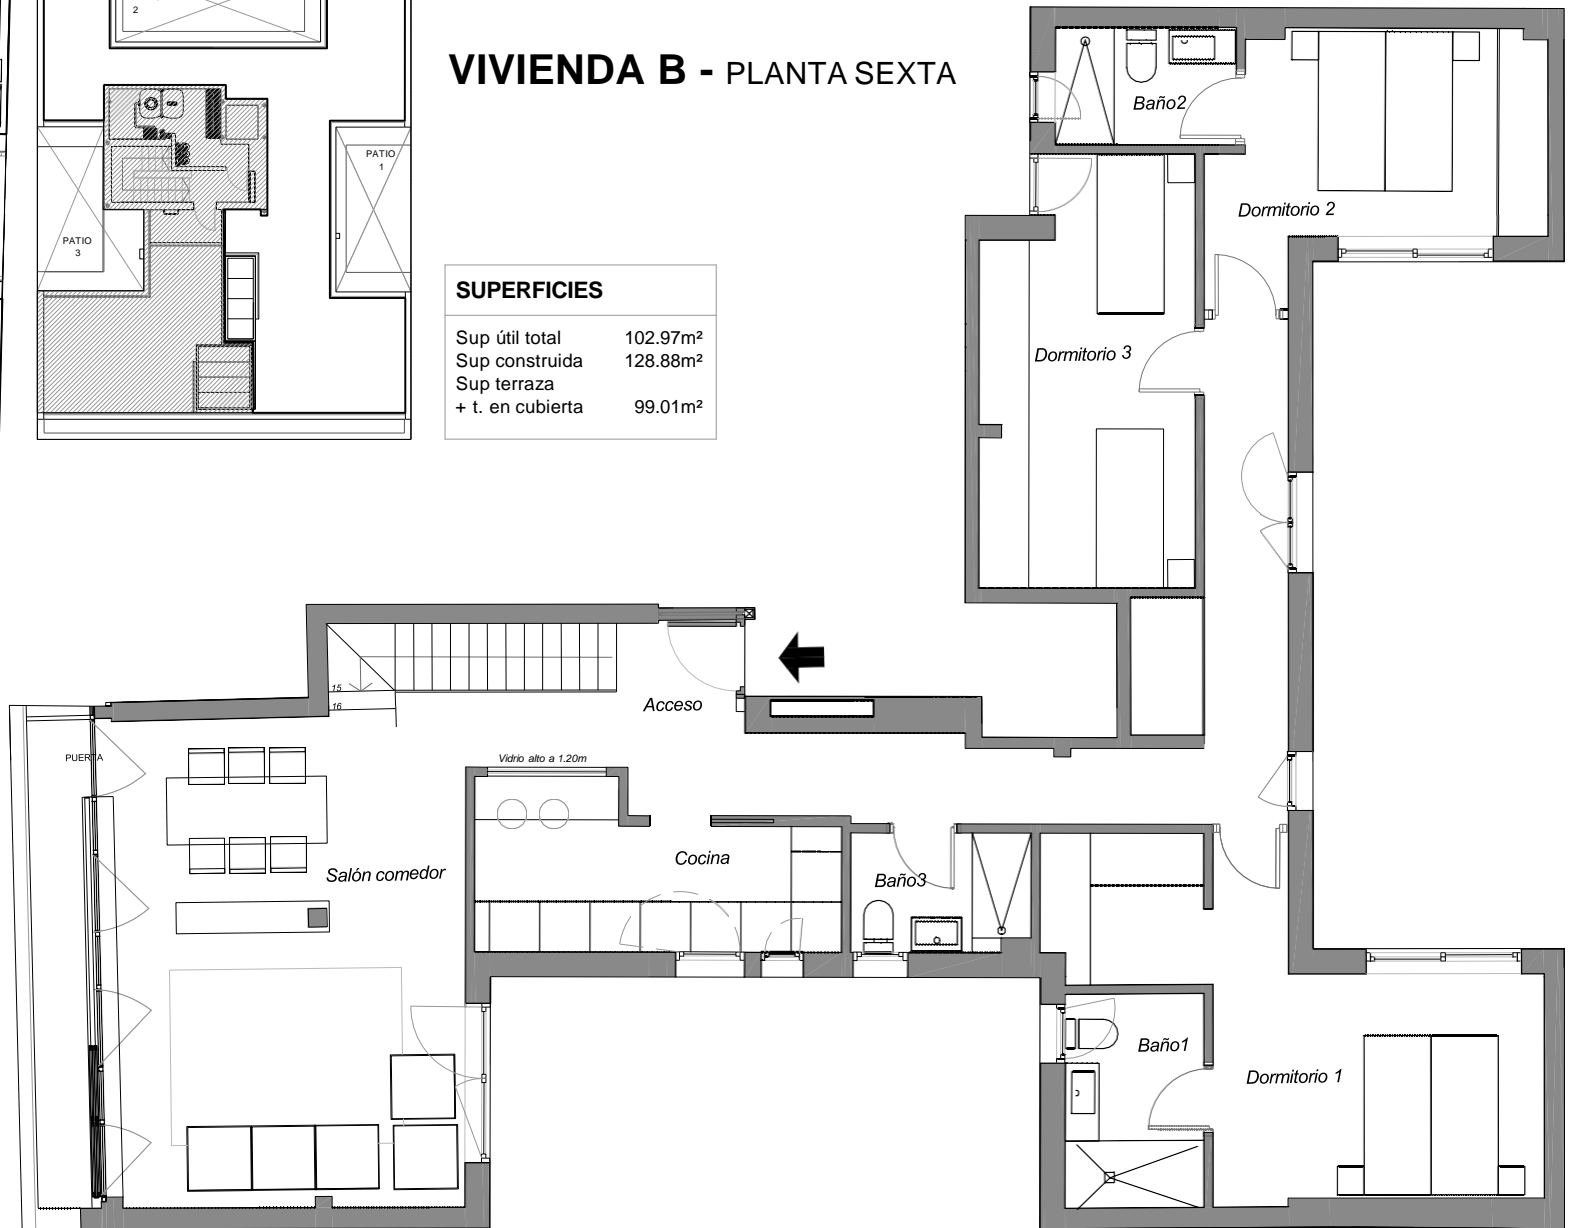 2
VIVIENDA B - PLANTA SEXTA
PATIO
1
PATIO
3
SUPERFICIES
Sup útil total 102.97m²
Sup construida 128.88m²
Sup terraza
+ t. en cubierta 99.01m²
Baño2
Dormitorio 2
Dormitorio 3
15
16
Acceso
PUERTA
Vidrio alto a 1.20m
Salón comedor
Cocina
Baño3
Baño1
Dormitorio 1